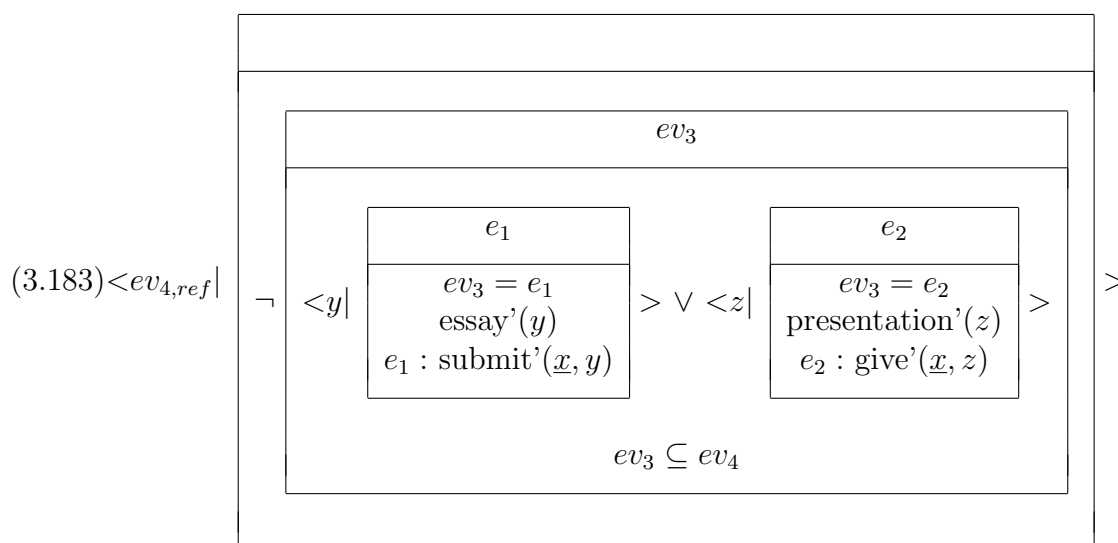 ev₃
e₁ e₂
(3.183)<ev₄,ref| ¬ <y| ev₃ = e₁ > ∨ <z| ev₃ = e₂ > >
essay’(y) presentation’(z)
e₁ : submit’(x̲, y) e₂ : give’(x̲, z)
ev₃ ⊆ ev₄